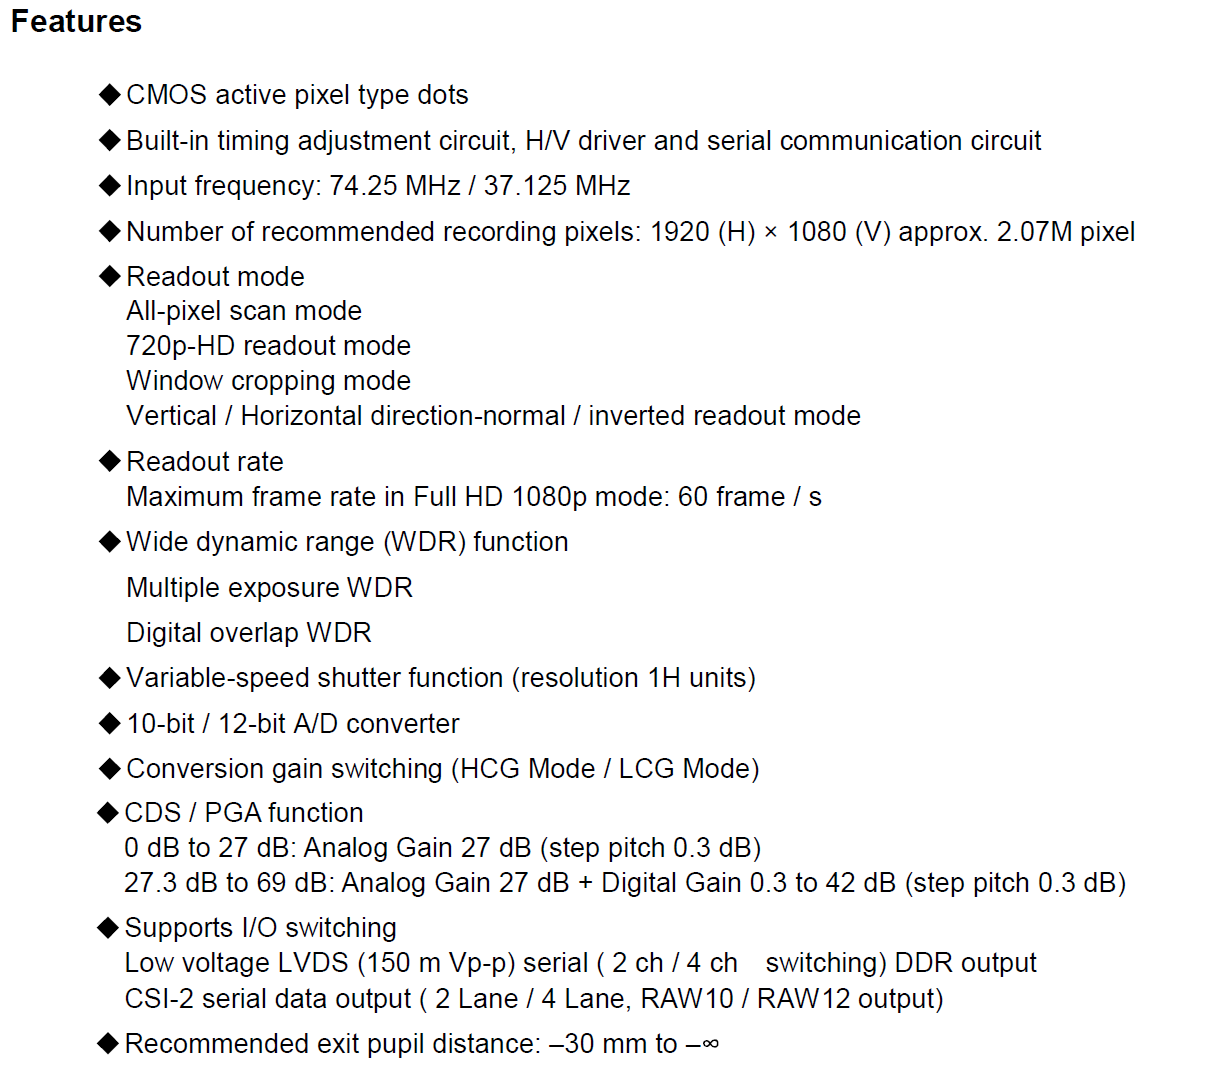 Features
◆ CMOS active pixel type dots
◆ Built-in timing adjustment circuit, H/V driver and serial communication circuit
◆ Input frequency: 74.25 MHz / 37.125 MHz
◆ Number of recommended recording pixels: 1920 (H) × 1080 (V) approx. 2.07M pixel
◆ Readout mode
All-pixel scan mode
720p-HD readout mode
Window cropping mode
Vertical / Horizontal direction-normal / inverted readout mode
◆ Readout rate
Maximum frame rate in Full HD 1080p mode: 60 frame / s
◆ Wide dynamic range (WDR) function
Multiple exposure WDR
Digital overlap WDR
◆ Variable-speed shutter function (resolution 1H units)
◆ 10-bit / 12-bit A/D converter
◆ Conversion gain switching (HCG Mode / LCG Mode)
◆ CDS / PGA function
0 dB to 27 dB: Analog Gain 27 dB (step pitch 0.3 dB)
27.3 dB to 69 dB: Analog Gain 27 dB + Digital Gain 0.3 to 42 dB (step pitch 0.3 dB)
◆ Supports I/O switching
Low voltage LVDS (150 m Vp-p) serial ( 2 ch / 4 ch switching) DDR output
CSI-2 serial data output ( 2 Lane / 4 Lane, RAW10 / RAW12 output)
◆ Recommended exit pupil distance: –30 mm to –∞